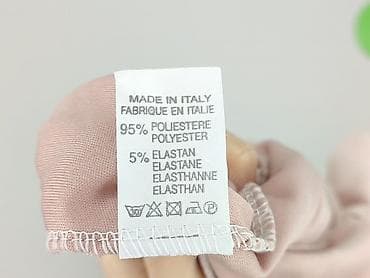 MADE IN ITALY
FABRIQUE EN ITALIE
95% POLIESTERE
POLYESTER
5% ELASTAN
ELASTANE
ELASTHANNE
ELASTHAN